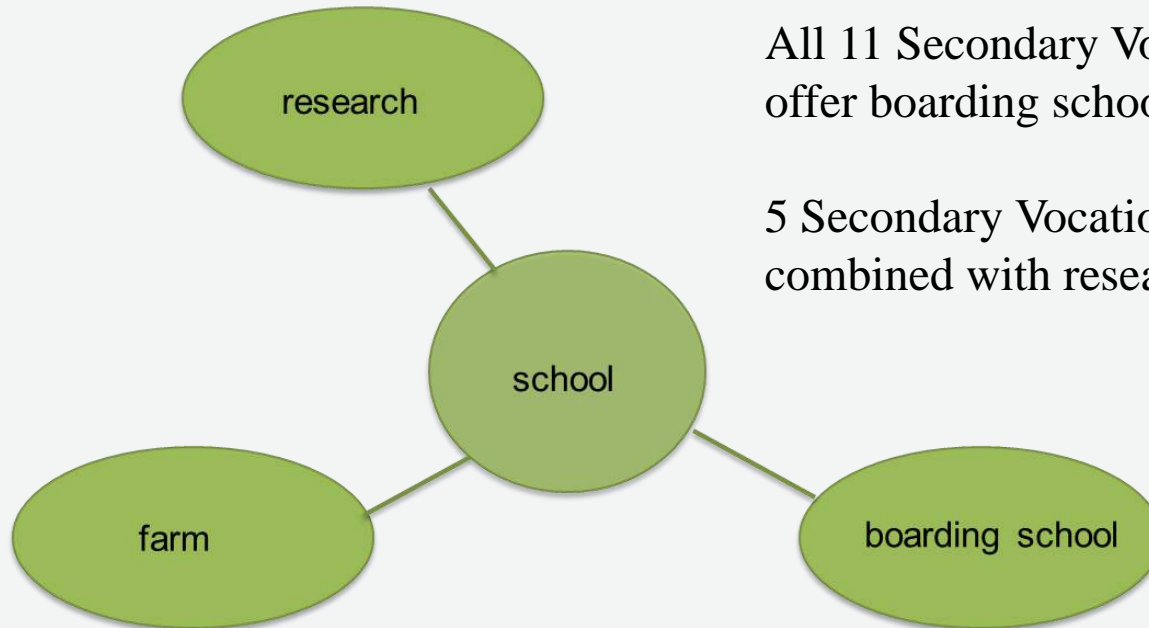 All 11 Secondary
offer boarding
5 Secondary
combined with
research
school
farm
boarding school